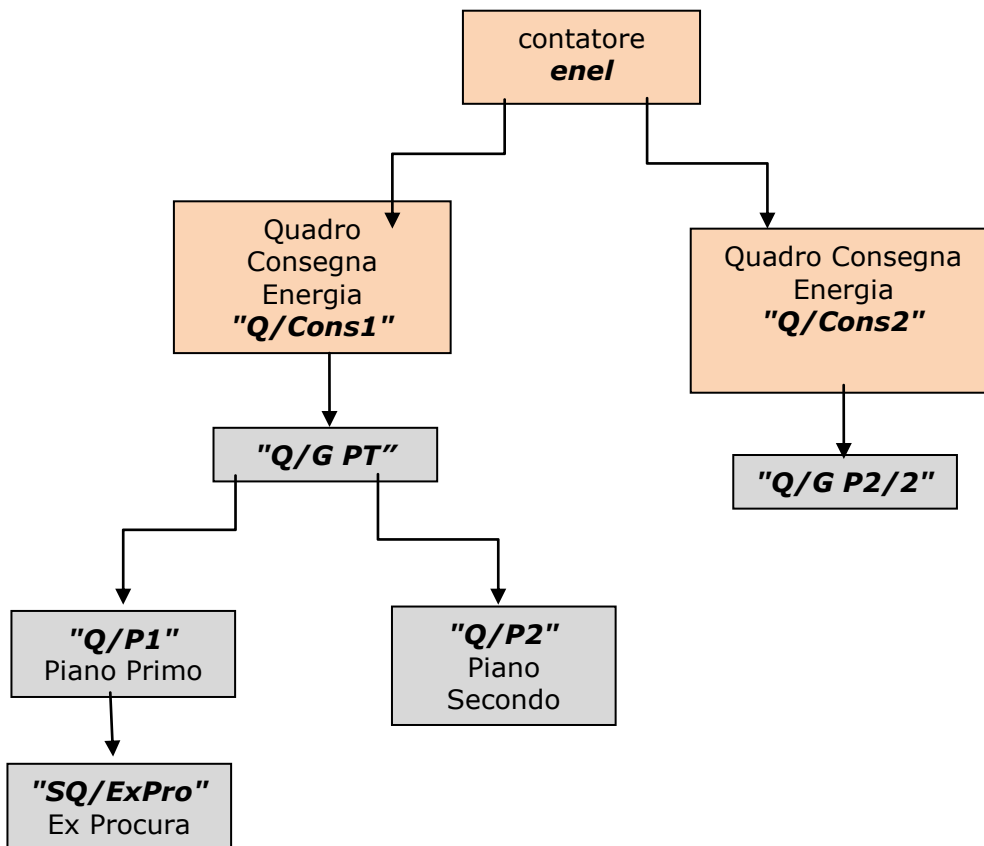 contatore
enel
Quadro
Consegna
Energia
"Q/Cons1"
Quadro Consegna
Energia
"Q/Cons2"
"Q/G PT”
"Q/G P2/2"
"Q/P1"
Piano Primo
"Q/P2"
Piano
Secondo
"SQ/ExPro"
Ex Procura